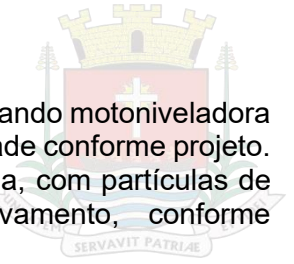 ando motoniveladora
ade conforme projeto.
a, com partículas de
vamento, conforme
SERVAVIT PATRIAE